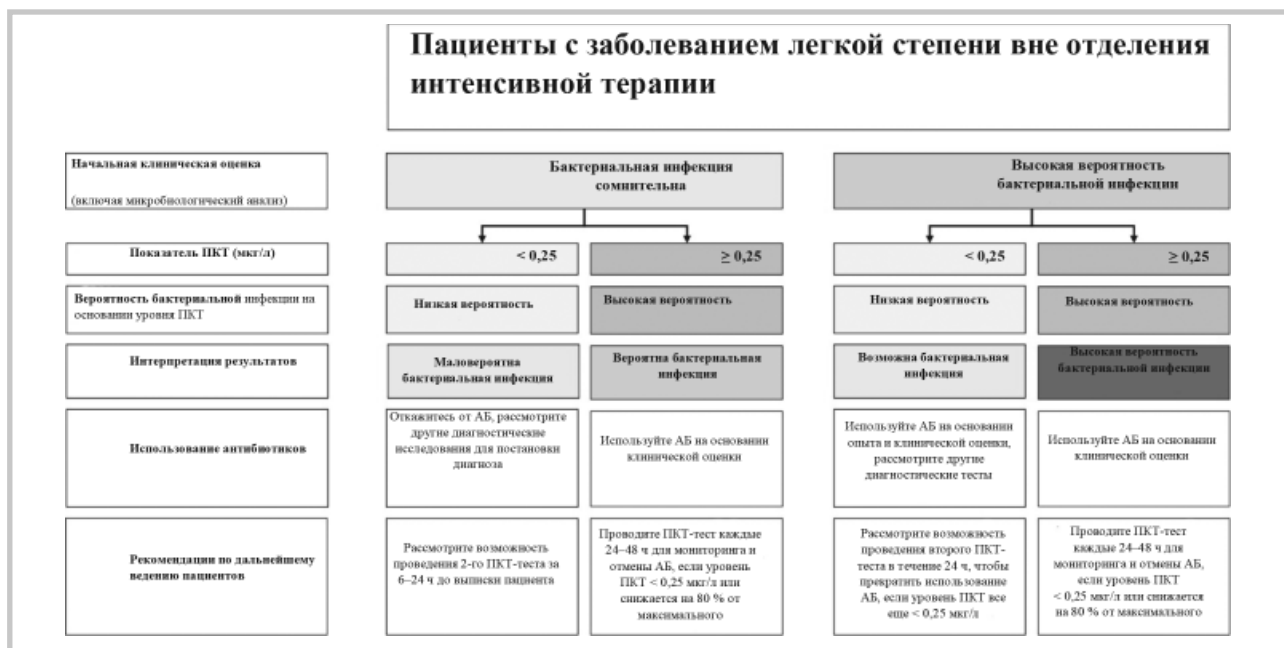 Пациенты с заболеванием легкой степени вне отделения
интенсивной терапии
Начальная клиническая оценка
(включая микробиологический анализ)
Бактериальная инфекция
сомнительна
Высокая вероятность
бактериальной инфекции
Показатель ПКТ (мкг/л)
< 0,25
≥ 0,25
< 0,25
≥ 0,25
Вероятность бактериальной инфекции на
основании уровня ПКТ
Низкая вероятность
Высокая вероятность
Низкая вероятность
Высокая вероятность
Интерпретация результатов
Маловероятна
бактериальная инфекция
Вероятна бактериальная
инфекция
Возможна бактериальная
инфекция
Высокая вероятность
бактериальной инфекции
Использование антибиотиков
Откажитесь от АБ, рассмотрите
другие диагностические
исследования для постановки
диагноза
Используйте АБ на основании
клинической оценки
Используйте АБ на основании
опыта и клинической оценки,
рассмотрите другие
диагностические тесты
Используйте АБ на основании
клинической оценки
Рекомендации по дальнейшему
ведению пациентов
Рассмотрите возможность
проведения 2-го ПКТ-теста за
6–24 ч до выписки пациента
Проводите ПКТ-тест каждые
24–48 ч для мониторинга и
отмены АБ, если уровень
ПКТ < 0,25 мкг/л или
снижается на 80 % от
максимального
Рассмотрите возможность
проведения второго ПКТ-
теста в течение 24 ч, чтобы
превратить использование
АБ, если уровень ПКТ все
еще < 0,25 мкг/л
Проводите ПКТ-тест
каждые 24–48 ч для
мониторинга и отмены АБ,
если уровень ПКТ
< 0,25 мкг/л или снижается
на 80 % от максимального